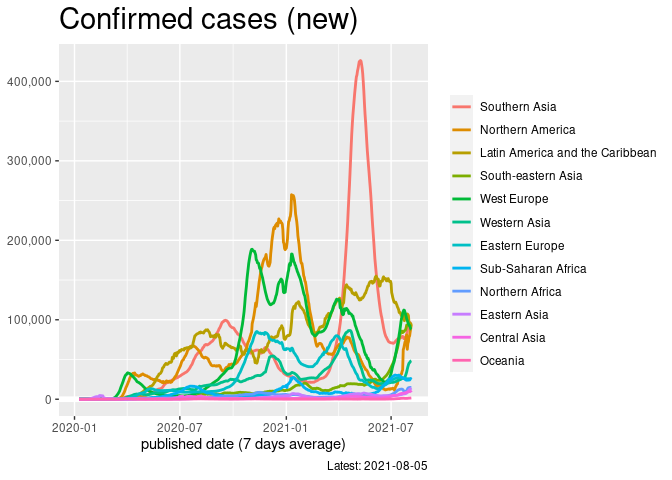 Confirmed cases (new)
400,000
300,000
200,000
100,000
0
2020-01
2020-07
2021-01
2021-07
published date (7 days average)
Latest: 2021-08-05
Southern Asia
Northern America
Latin America and the Caribbean
South-eastern Asia
West Europe
Western Asia
Eastern Europe
Sub-Saharan Africa
Northern Africa
Eastern Asia
Central Asia
Oceania